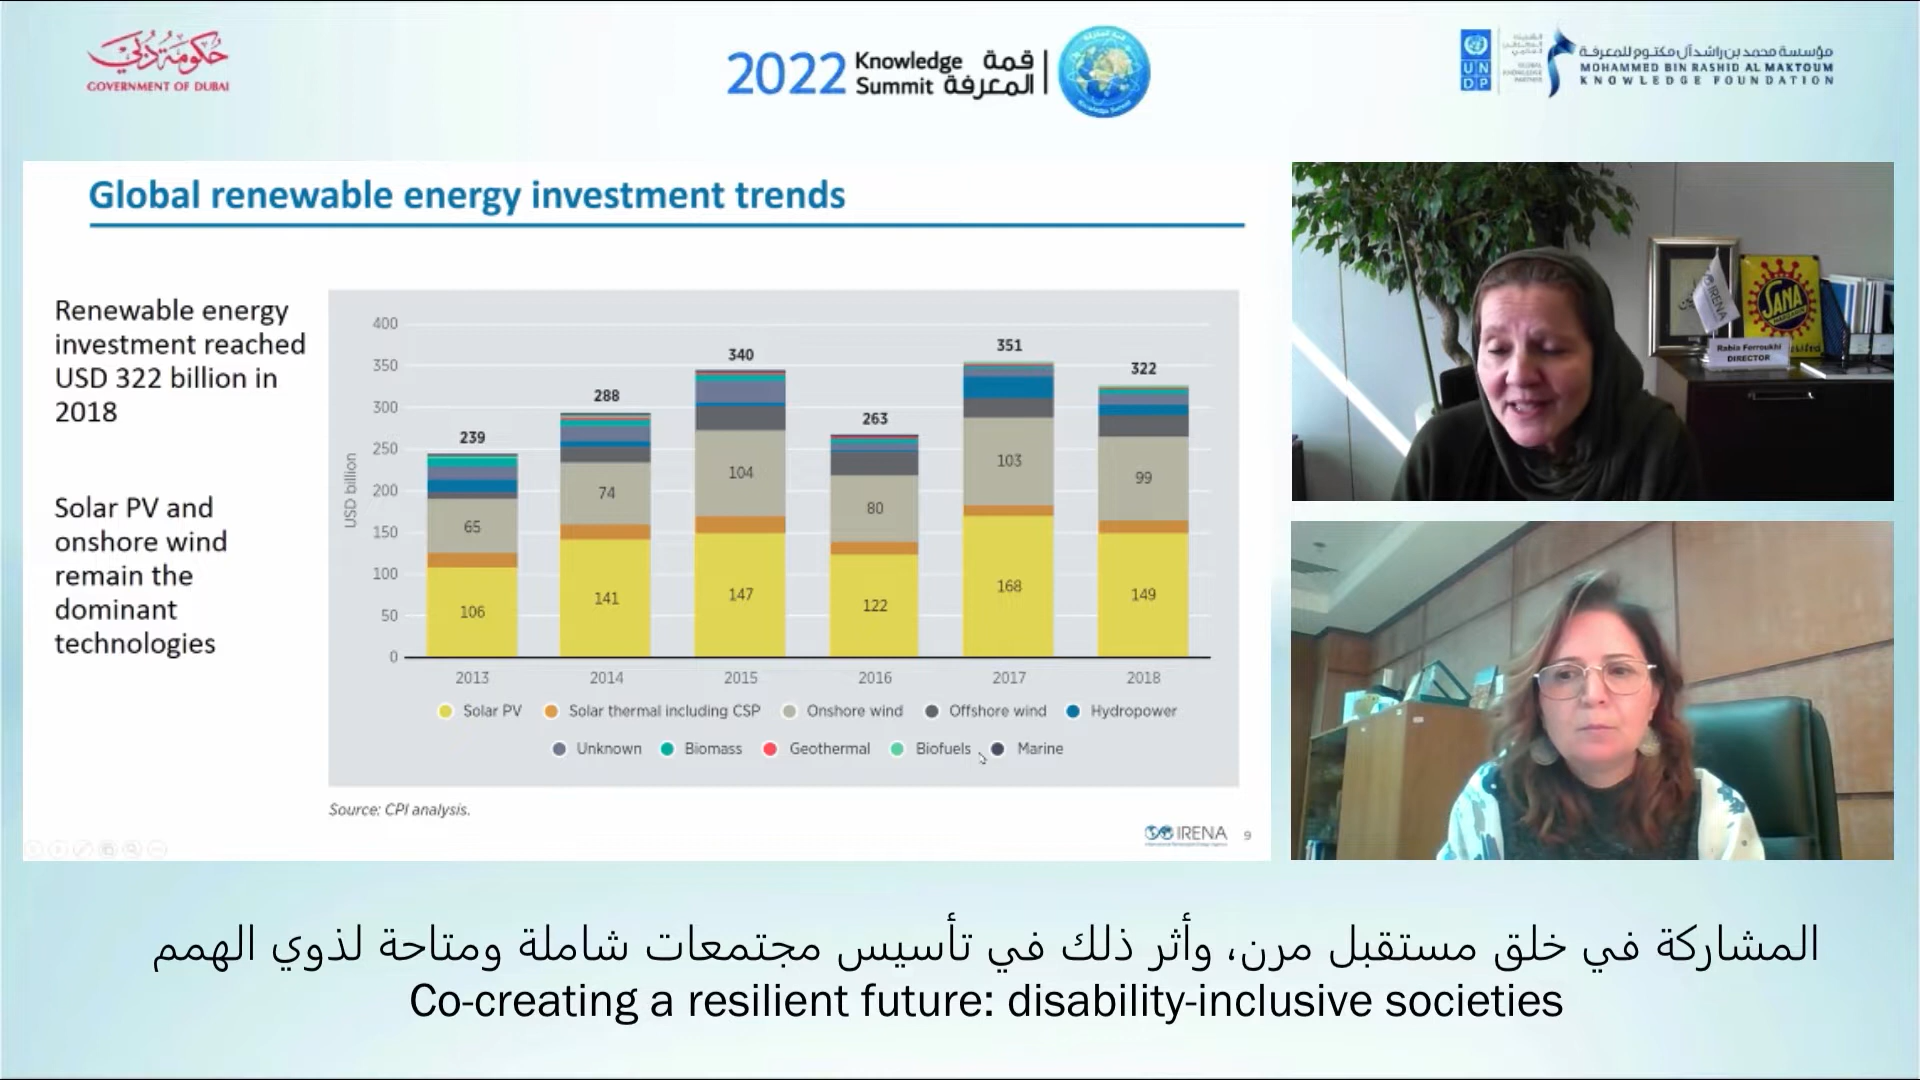 حكومة دبي
GOVERNMENT OF DUBAI
2022 Knowledge Summit
قمة المعرفة
UNDP
GLOBAL KNOWLEDGE PARTNER
مؤسسة محمد بن راشد آل مكتوم للمعرفة
MOHAMMED BIN RASHID AL MAKTOUM
KNOWLEDGE FOUNDATION
Global renewable energy investment trends
Renewable energy
investment reached
USD 322 billion in
2018
Solar PV and
onshore wind
remain the
dominant
technologies
USD billion
400
350
300
250
200
150
100
50
0
239
65
106
288
74
141
340
104
147
263
80
122
351
103
168
322
99
149
2013 2014 2015 2016 2017 2018
Solar PV Solar thermal including CSP Onshore wind Offshore wind Hydropower
Unknown Biomass Geothermal Biofuels Marine
Source: CPI analysis.
IRENA
9
IRENA
SANA
Rabia Ferroukhi
DIRECTOR
المشاركة في خلق مستقبل مرن، وأثر ذلك في تأسيس مجتمعات شاملة ومتاحة لذوي الهمم
Co-creating a resilient future: disability-inclusive societies